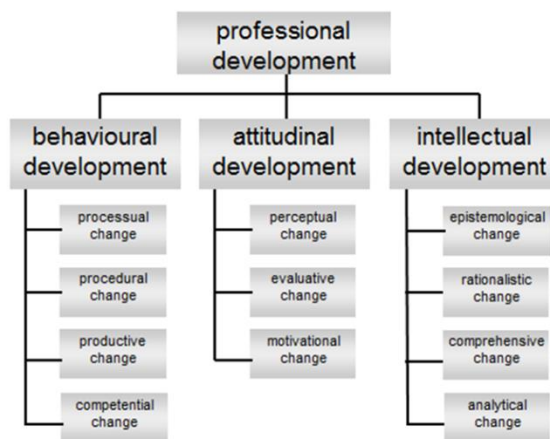 professional
development
behavioural
development
attitudinal
development
intellectual
development
processual
change
perceptual
change
epistemological
change
procedural
change
evaluative
change
rationalistic
change
productive
change
motivational
change
comprehensive
change
competential
change
analytical
change